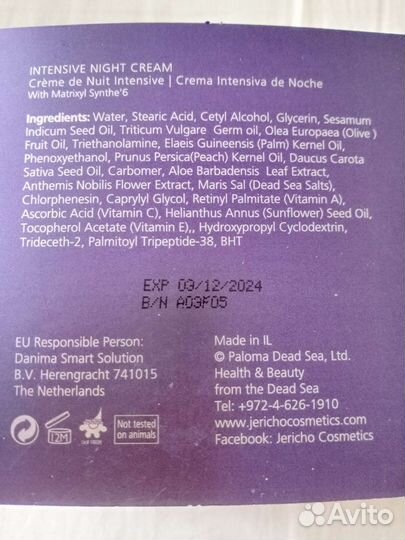 INTENSIVE NIGHT CREAM
Crème de Nuit Intensive | Crema Intensiva de Noche
With Matrixyl Synthe'6
Ingredients: Water, Stearic Acid, Cetyl Alcohol, Glycerin, Sesamum
Indicum Seed Oil, Triticum Vulgare Germ oil, Olea Europaea (Olive )
Fruit Oil, Triethanolamine, Elaeis Guineensis (Palm) Kernel Oil,
Phenoxyethanol, Prunus Persica(Peach) Kernel Oil, Daucus Carota
Sativa Seed Oil, Carbomer, Aloe Barbadensis Leaf Extract,
Anthemis Nobilis Flower Extract, Maris Sal (Dead Sea Salts),
Chlorphenesin, Caprylyl Glycol, Retinyl Palmitate (Vitamin A),
Ascorbic Acid (Vitamin C), Helianthus Annus (Sunflower) Seed Oil,
Tocopherol Acetate (Vitamin E),, Hydroxypropyl Cyclodextrin,
Trideceth-2, Palmitoyl Tripeptide-38, BHT
EXP 03/12/2024
B/N A03F05
EU Responsible Person:
Danima Smart Solution
B.V. Herengracht 741015
The Netherlands
12M
Not tested
on animals
Made in IL
© Paloma Dead Sea, Ltd.
Health & Beauty
from the Dead Sea
Tel: +972-4-626-1910
www.jerichocosmetics.com
Facebook: Jericho Cosmetics
Avito